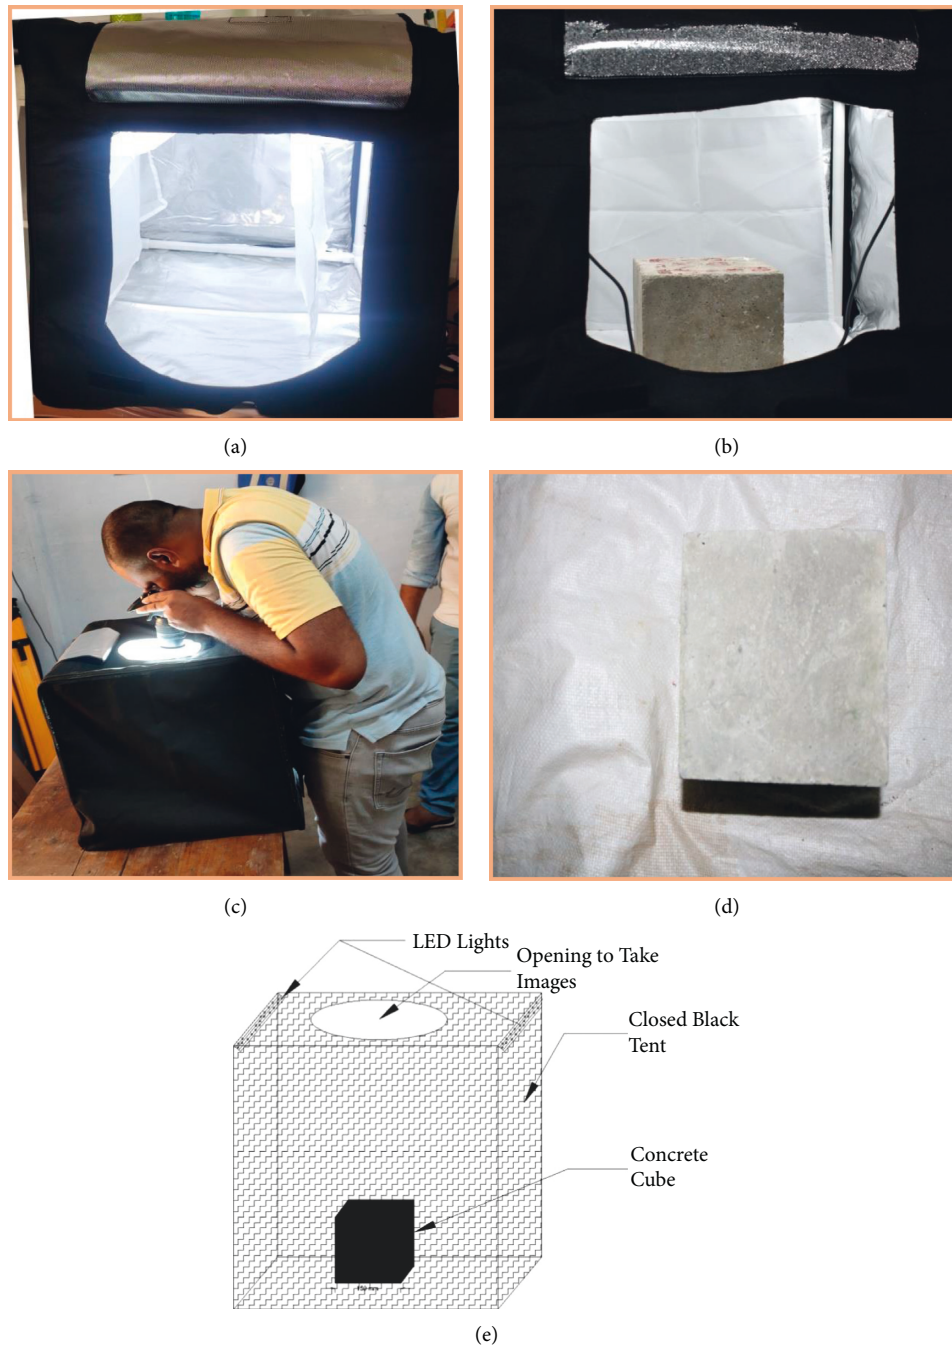 (a)
(b)
(c)
(d)
LED Lights
Opening to Take
Images
Closed Black
Tent
Concrete
Cube
(e)